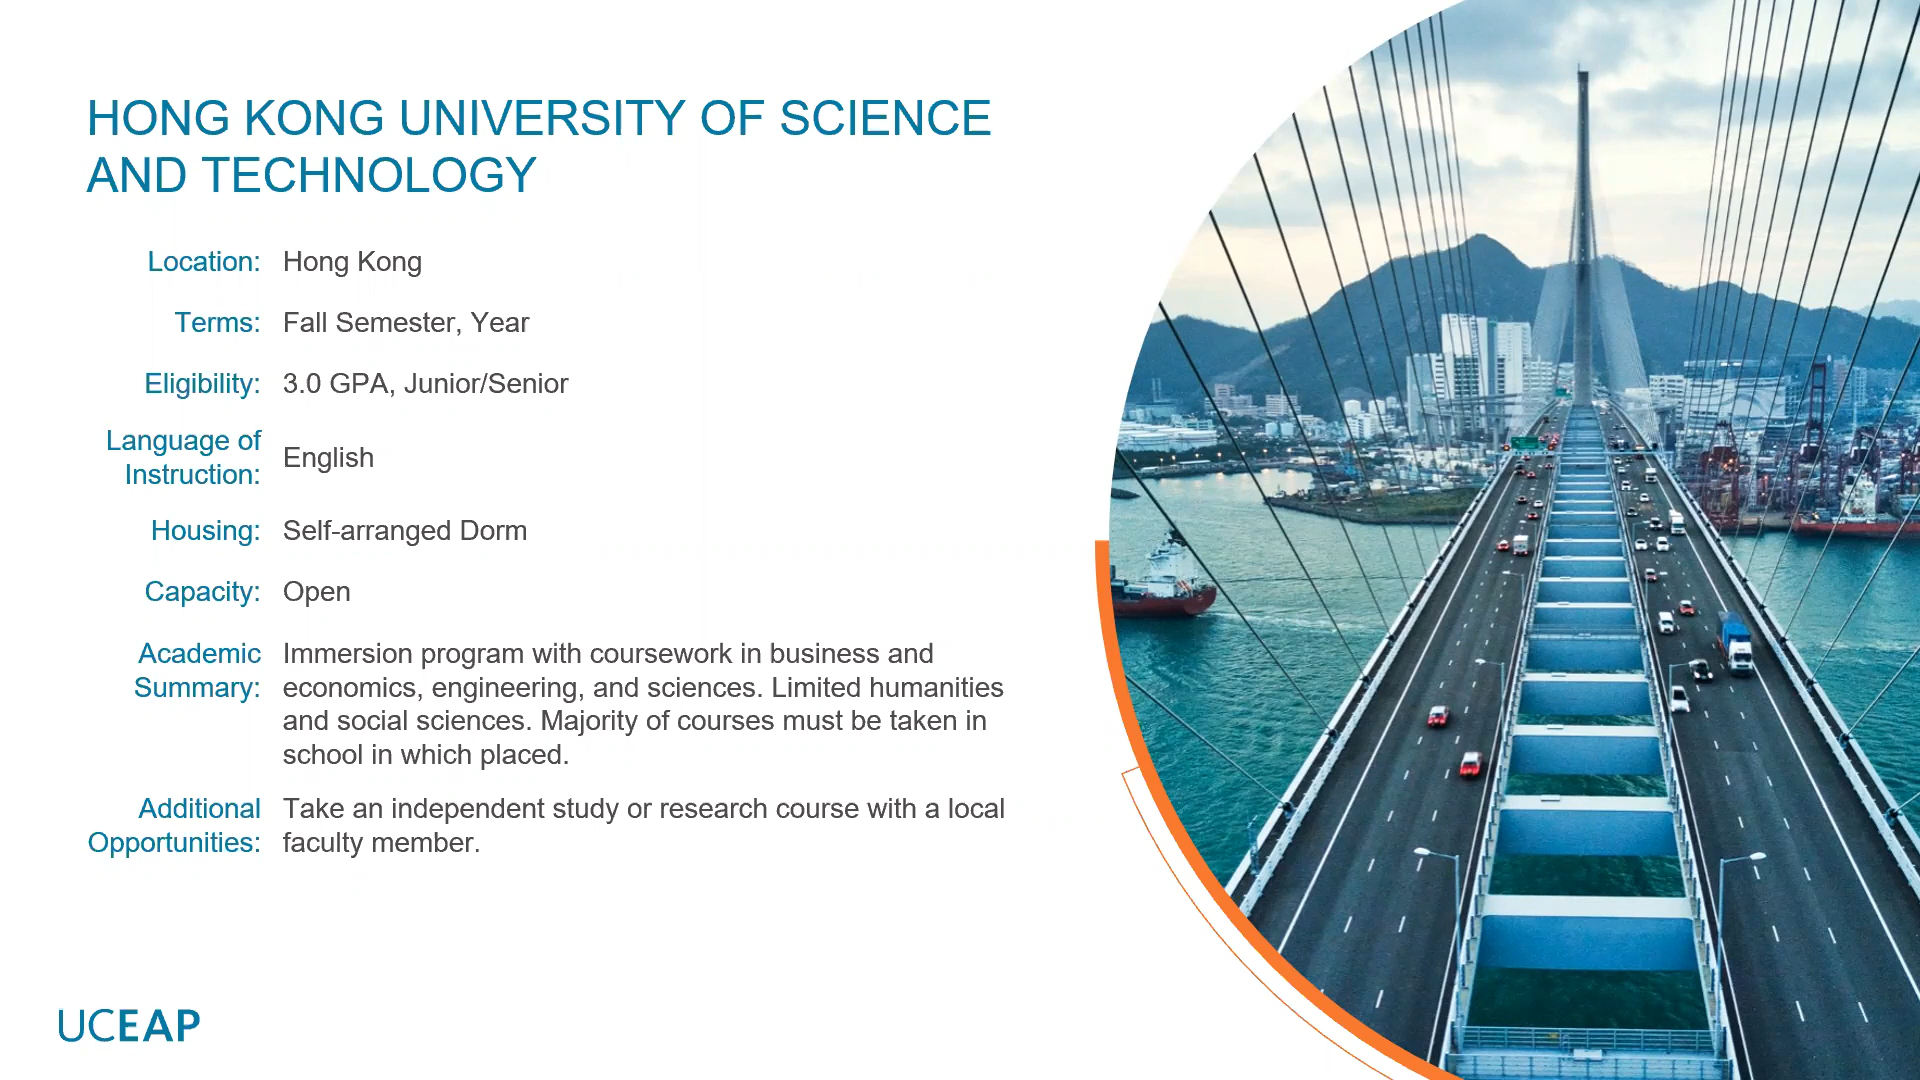 HONG KONG UNIVERSITY OF SCIENCE
AND TECHNOLOGY
Location: Hong Kong
Terms: Fall Semester, Year
Eligibility: 3.0 GPA, Junior/Senior
Language of
Instruction: English
Housing: Self-arranged Dorm
Capacity: Open
Academic Immersion program with coursework in business and
Summary: economics, engineering, and sciences. Limited humanities
and social sciences. Majority of courses must be taken in
school in which placed.
Additional Take an independent study or research course with a local
Opportunities: faculty member.
UCEAP